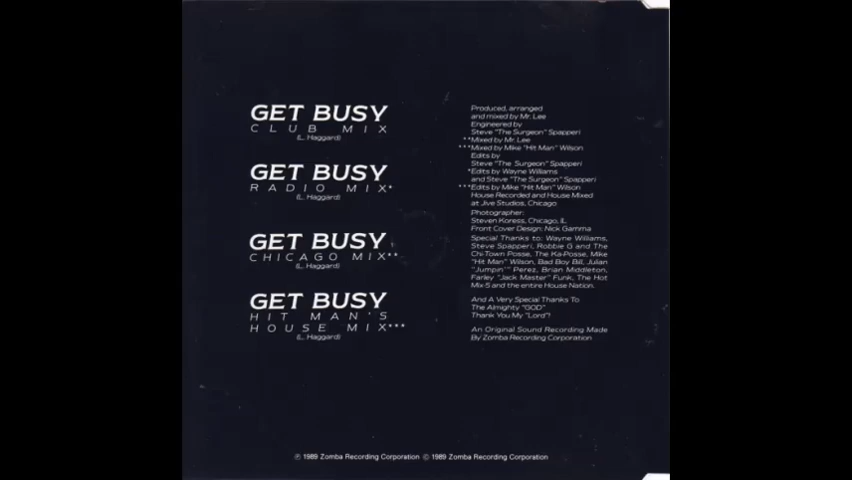 GET BUSY
CLUB MIX
(L. Haggard)
GET BUSY
RADIO MIX*
(L. Haggard)
GET BUSY
CHICAGO MIX**
(L. Haggard)
GET BUSY
HIT MAN'S
HOUSE MIX***
(L. Haggard)
Produced, arranged
and mixed by Mr. Lee
Engineered by
Steve "The Surgeon" Spapperi
**Mixed by Mr. Lee
***Mixed by Mike "Hit Man" Wilson
Edits by
Steve "The Surgeon" Spapperi
*Edits by Wayne Williams
and Steve "The Surgeon" Spapperi
***Edits by Mike "Hit Man" Wilson
House Recorded and House Mixed
at Jive Studios, Chicago
Photographer:
Steven Koress, Chicago, IL
Front Cover Design: Nick Gamma
Special Thanks to: Wayne Williams,
Steve Spapperi, Robbie G and The
Chi-Town Posse, The Ka-Posse, Mike
"Hit Man" Wilson, Bad Boy Bill, Julian
"Jumpin'" Perez, Brian Middleton,
Farley "Jack Master" Funk, The Hot
Mix-5 and the entire House Nation.
And A Very Special Thanks To
The Almighty "GOD"
Thank You My "Lord"!
An Original Sound Recording Made
By Zomba Recording Corporation
℗ 1989 Zomba Recording Corporation © 1989 Zomba Recording Corporation